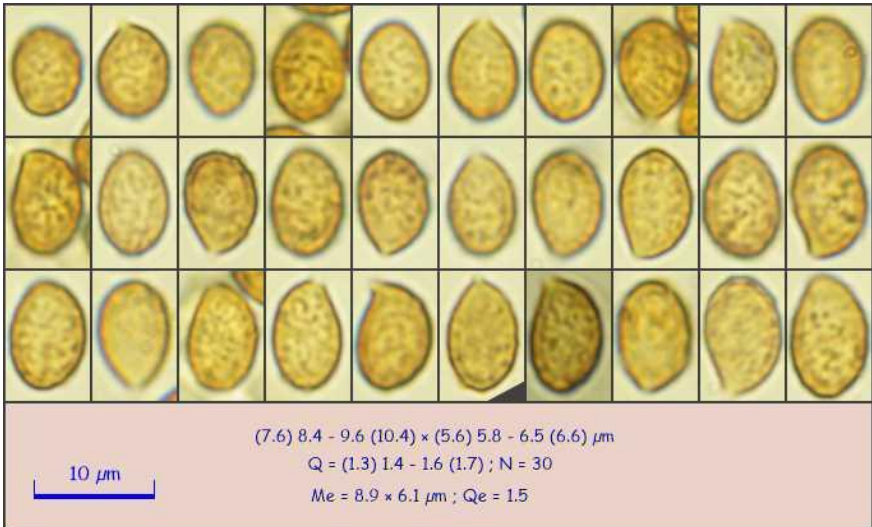 (7.6) 8.4 - 9.6 (10.4) × (5.6) 5.8 - 6.5 (6.6) µm
Q = (1.3) 1.4 - 1.6 (1.7) ; N = 30
10 µm
Me = 8.9 × 6.1 µm ; Qe = 1.5